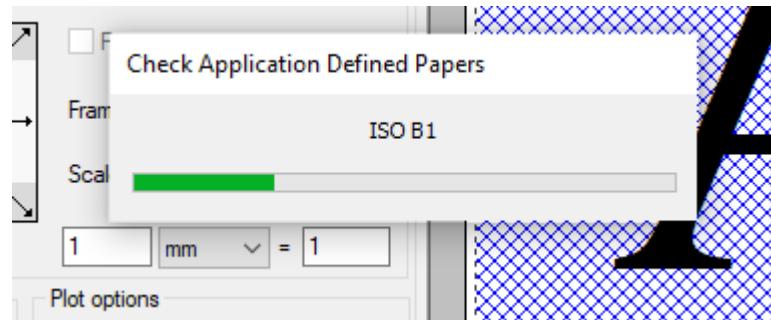 Check Application Defined Papers
ISO B1
Fram
Scal
1 mm = 1
Plot options